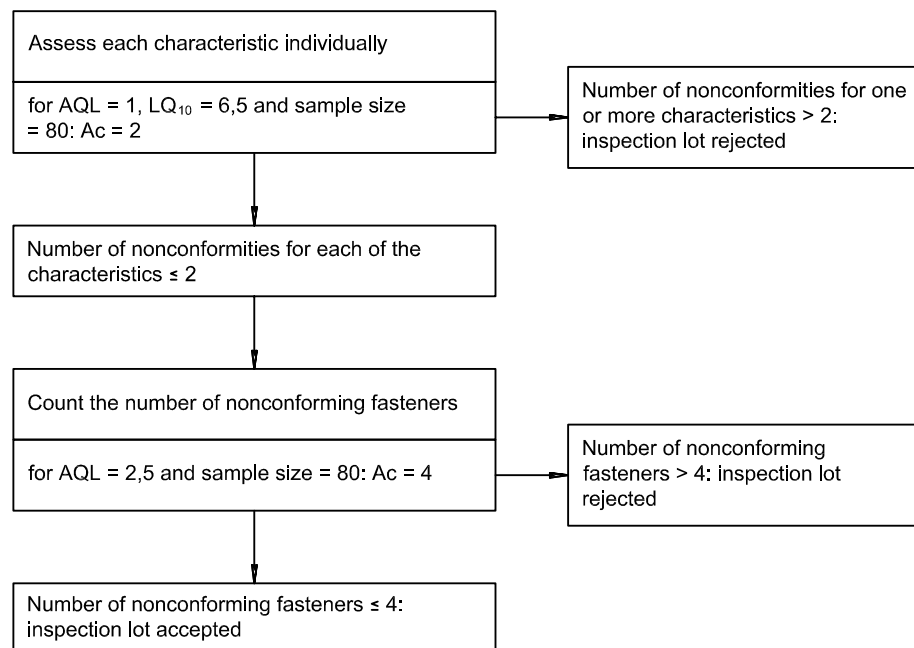 Assess each characteristic individually
for AQL = 1, LQ₁₀ = 6,5 and sample size
= 80: Ac = 2
Number of nonconformities for one
or more characteristics > 2:
inspection lot rejected
Number of nonconformities for each of the
characteristics ≤ 2
Count the number of nonconforming fasteners
for AQL = 2,5 and sample size = 80: Ac = 4
Number of nonconforming
fasteners > 4: inspection lot
rejected
Number of nonconforming fasteners ≤ 4:
inspection lot accepted